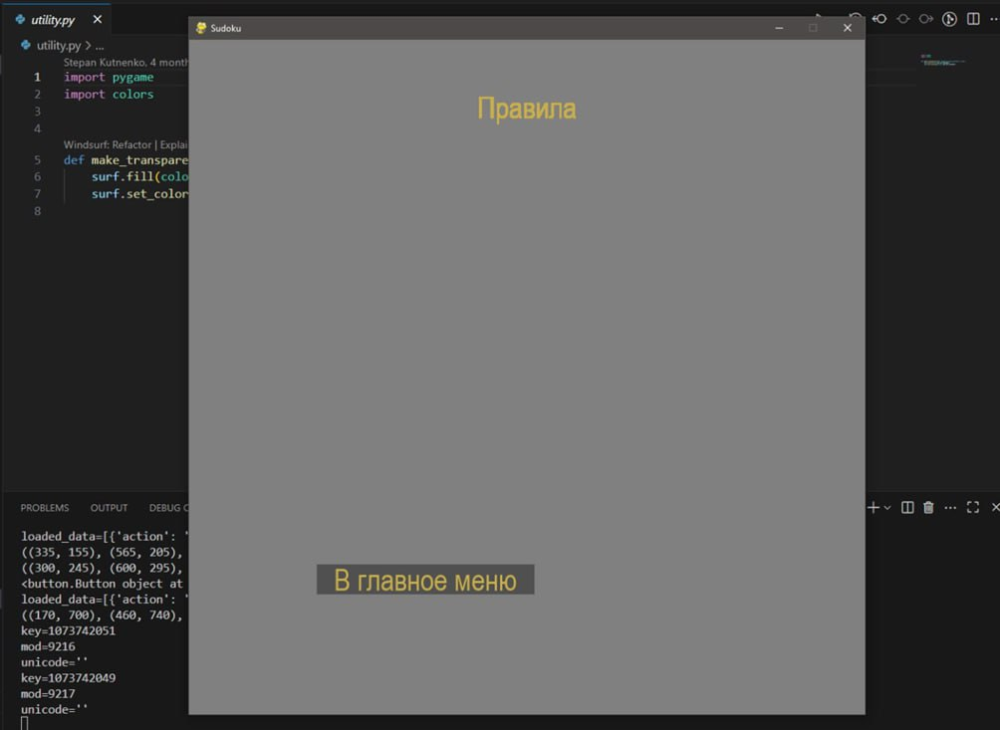 utility.py
Sudoku
utility.py > ...
Stepan Kutnenko, 4 month
1 import pygame
2 import colors
3
4
Windsurf: Refactor | Explai
5 def make_transpare
6 surf.fill(colo
7 surf.set_color
8
Правила
В главное меню
PROBLEMS OUTPUT DEBUG C
loaded_data=[{'action': '
((335, 155), (565, 205),
((300, 245), (600, 295),
<button.Button object at
loaded_data=[{'action': '
((170, 700), (460, 740),
key=1073742051
mod=9216
unicode=''
key=1073742049
mod=9217
unicode=''